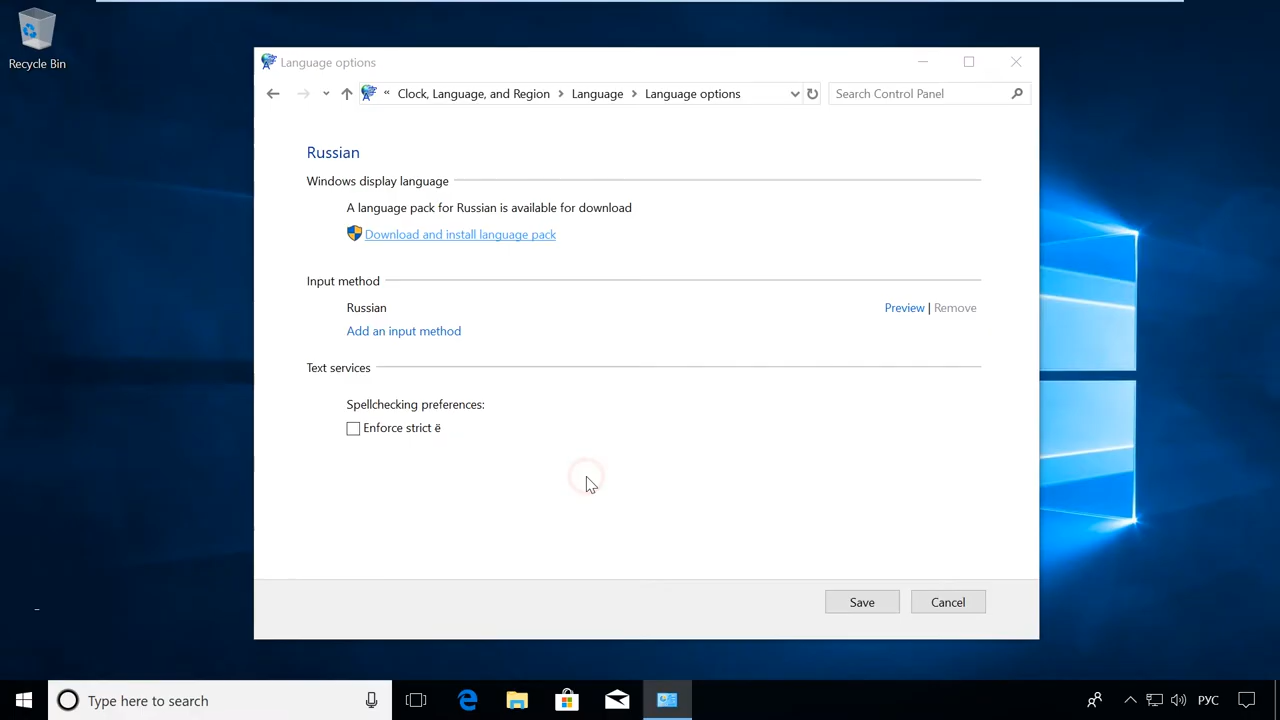 Recycle Bin
Language options
« Clock, Language, and Region > Language > Language options
Search Control Panel
Russian
Windows display language
A language pack for Russian is available for download
Download and install language pack
Input method
Russian
Preview | Remove
Add an input method
Text services
Spellchecking preferences:
Enforce strict ё
Save
Cancel
Type here to search
РУС